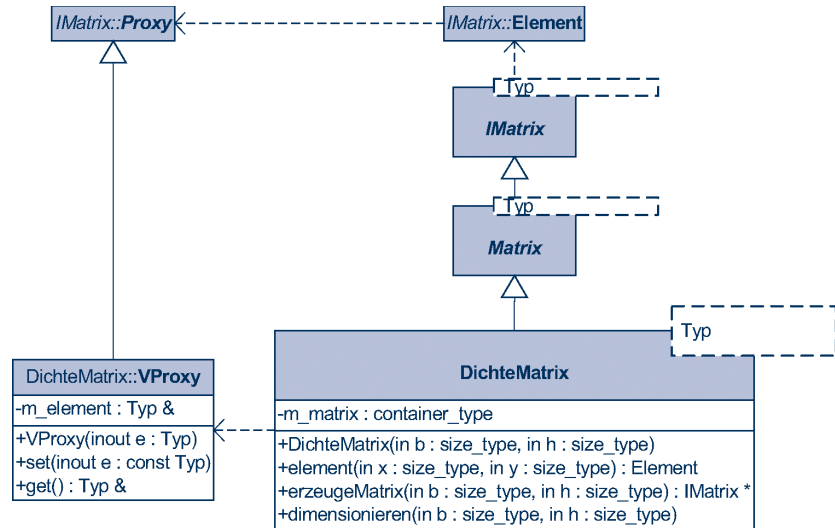 IMatrix::Proxy
IMatrix::Element
Typ
IMatrix
Typ
Matrix
Typ
DichteMatrix::VProxy
-m_element : Typ &
+VProxy(inout e : Typ)
+set(inout e : const Typ)
+get() : Typ &
DichteMatrix
-m_matrix : container_type
+DichteMatrix(in b : size_type, in h : size_type)
+element(in x : size_type, in y : size_type) : Element
+erzeugeMatrix(in b : size_type, in h : size_type) : IMatrix *
+dimensionieren(in b : size_type, in h : size_type)